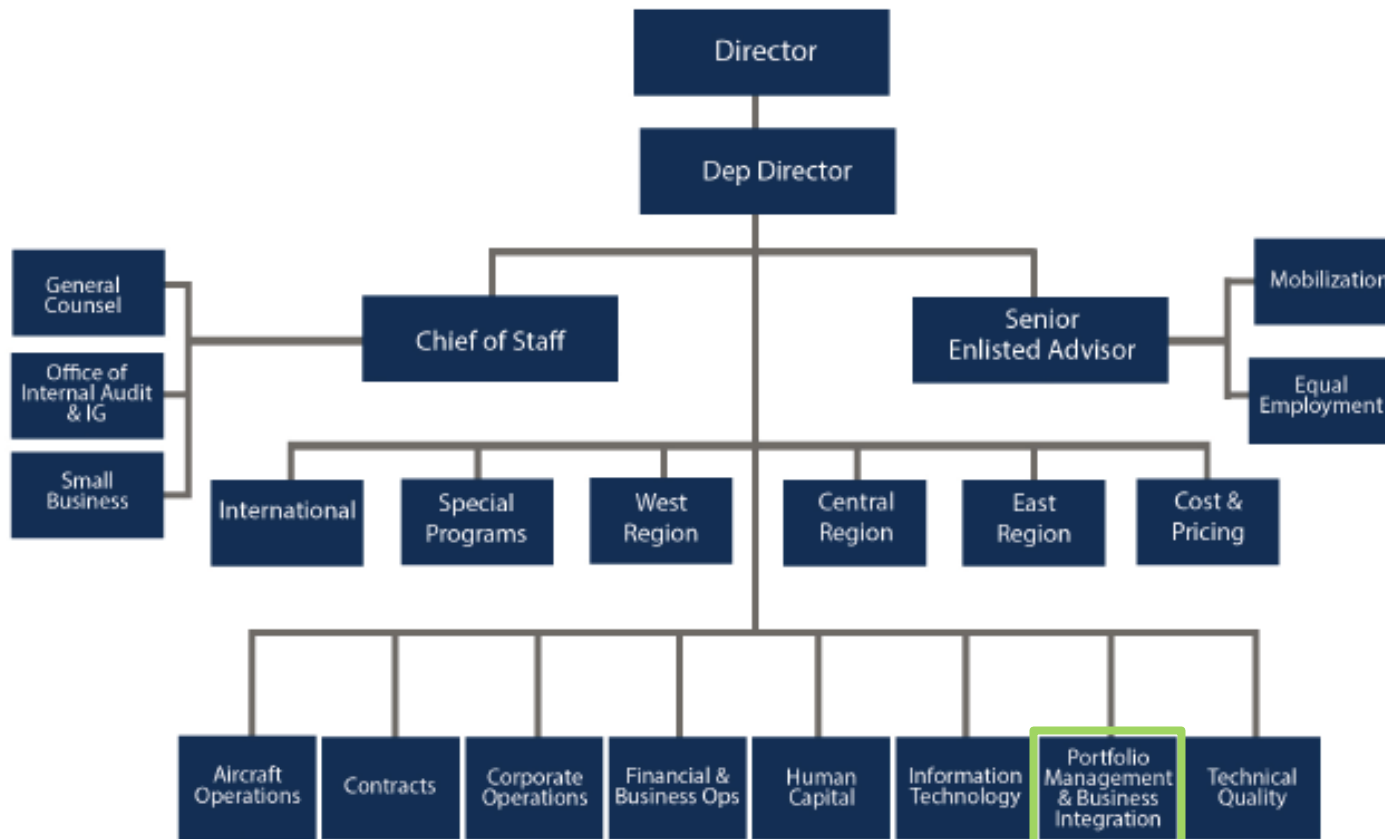 Director
Dep Director
General
Counsel
Office of
Internal Audit
& IG
Small
Business
Chief of Staff
Senior
Enlisted Advisor
Mobilization
Equal
Employment
International
Special
Programs
West
Region
Central
Region
East
Region
Cost &
Pricing
Aircraft
Operations
Contracts
Corporate
Operations
Financial &
Business Ops
Human
Capital
Information
Technology
Portfolio
Management
& Business
Integration
Technical
Quality